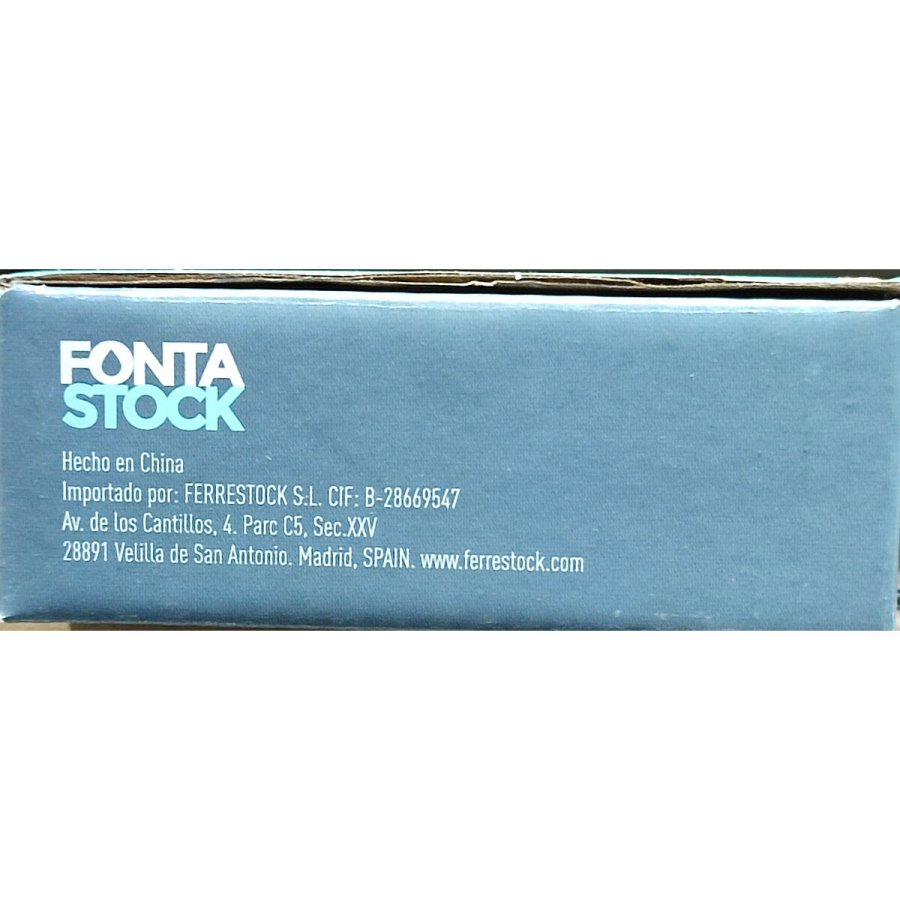 FONTA
STOCK
Hecho en China
Importado por: FERRESTOCK S.L. CIF: B-28669547
Av. de los Cantillos, 4. Parc C5, Sec.XXV
28891 Velilla de San Antonio. Madrid, SPAIN. www.ferrestock.com